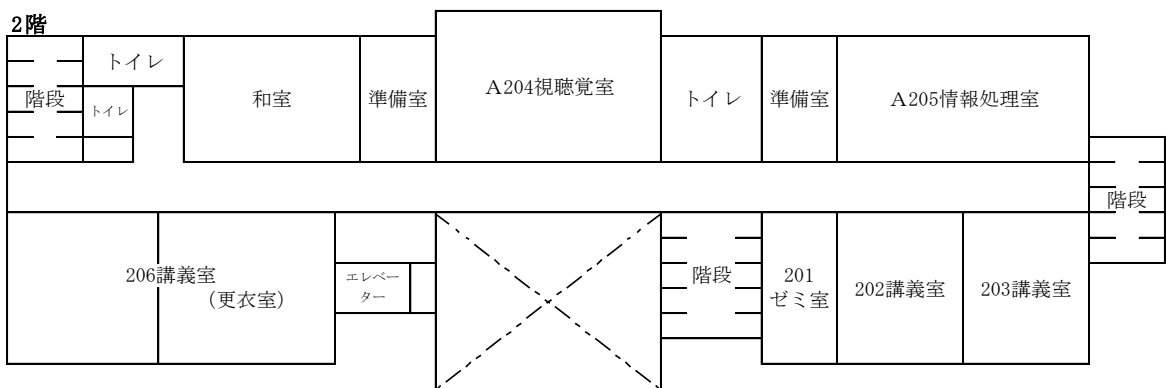 2階
トイレ
階段
トイレ
和室
準備室
A204視聴覚室
トイレ
準備室
A205情報処理室
階段
206講義室
(更衣室)
エレベー
ター
階段
201
ゼミ室
202講義室
203講義室